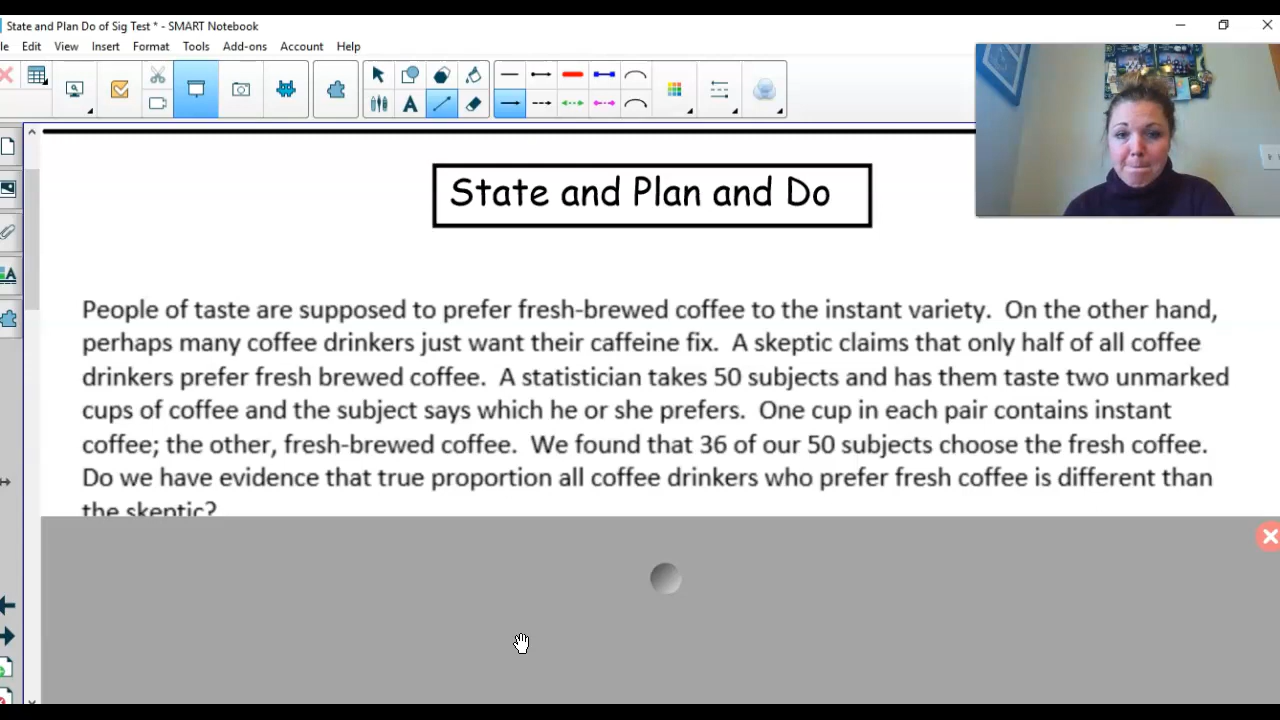 State and Plan Do of Sig Test * - SMART Notebook
le Edit View Insert Format Tools Add-ons Account Help
State and Plan and Do
People of taste are supposed to prefer fresh-brewed coffee to the instant variety. On the other hand,
perhaps many coffee drinkers just want their caffeine fix. A skeptic claims that only half of all coffee
drinkers prefer fresh brewed coffee. A statistician takes 50 subjects and has them taste two unmarked
cups of coffee and the subject says which he or she prefers. One cup in each pair contains instant
coffee; the other, fresh-brewed coffee. We found that 36 of our 50 subjects choose the fresh coffee.
Do we have evidence that true proportion all coffee drinkers who prefer fresh coffee is different than
the skeptic?